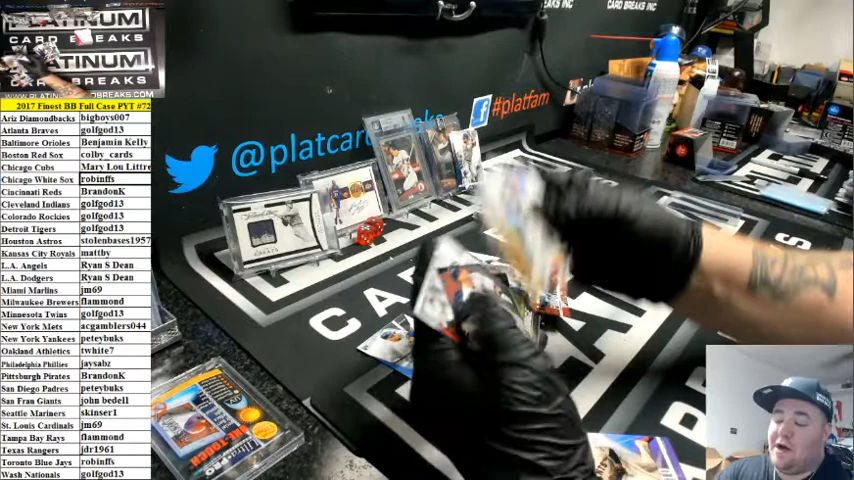 PLATINUM
CARD BREAKS
PLATINUM
CARD BREAKS
2017 Finest BB Full Case PYT #72
Ariz Diamondbacks bigboys007
Atlanta Braves golfgod13
Baltimore Orioles Benjamin Kelly
Boston Red Sox colby_cards
Chicago Cubs Mary Lou Littre
Chicago White Sox robinffs
Cincinnati Reds BrandonK
Cleveland Indians golfgod13
Colorado Rockies golfgod13
Detroit Tigers golfgod13
Houston Astros stolenbases1957
Kansas City Royals mattby
L.A. Angels Ryan S Dean
L.A. Dodgers Ryan S Dean
Miami Marlins jm69
Milwaukee Brewers flammond
Minnesota Twins golfgod13
New York Mets acgamblers044
New York Yankees peteybuks
Oakland Athletics twhite7
Philadelphia Phillies jaysabz
Pittsburgh Pirates BrandonK
San Diego Padres peteybuks
San Fran Giants john bedell
Seattle Mariners skinser1
St. Louis Cardinals jm69
Tampa Bay Rays flammond
Texas Rangers jdr1961
Toronto Blue Jays robinffs
Wash Nationals golfgod13
CARD BREAKS INC
@platcardbreaks
f #platfam
CARD
ONE-TOUCH